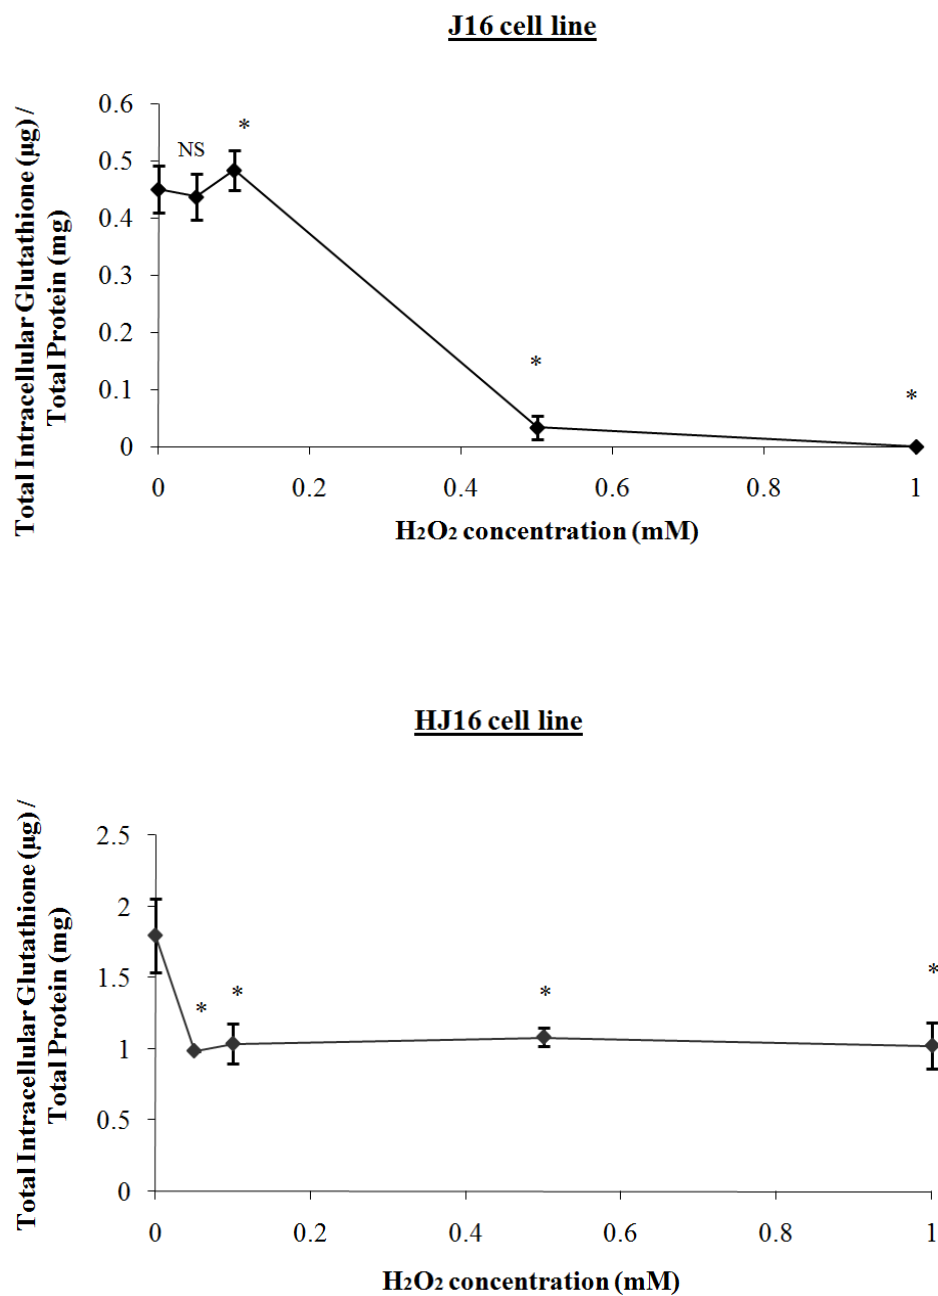 J16 cell line
Total Intracellular Glutathione (µg) /
Total Protein (mg)
0.6
0.5
0.4
0.3
0.2
0.1
0
NS
*
*
*
0 0.2 0.4 0.6 0.8 1
H2O2 concentration (mM)
HJ16 cell line
Total Intracellular Glutathione (µg) /
Total Protein (mg)
2.5
2
1.5
1
0.5
0
*
*
*
*
0 0.2 0.4 0.6 0.8 1
H2O2 concentration (mM)